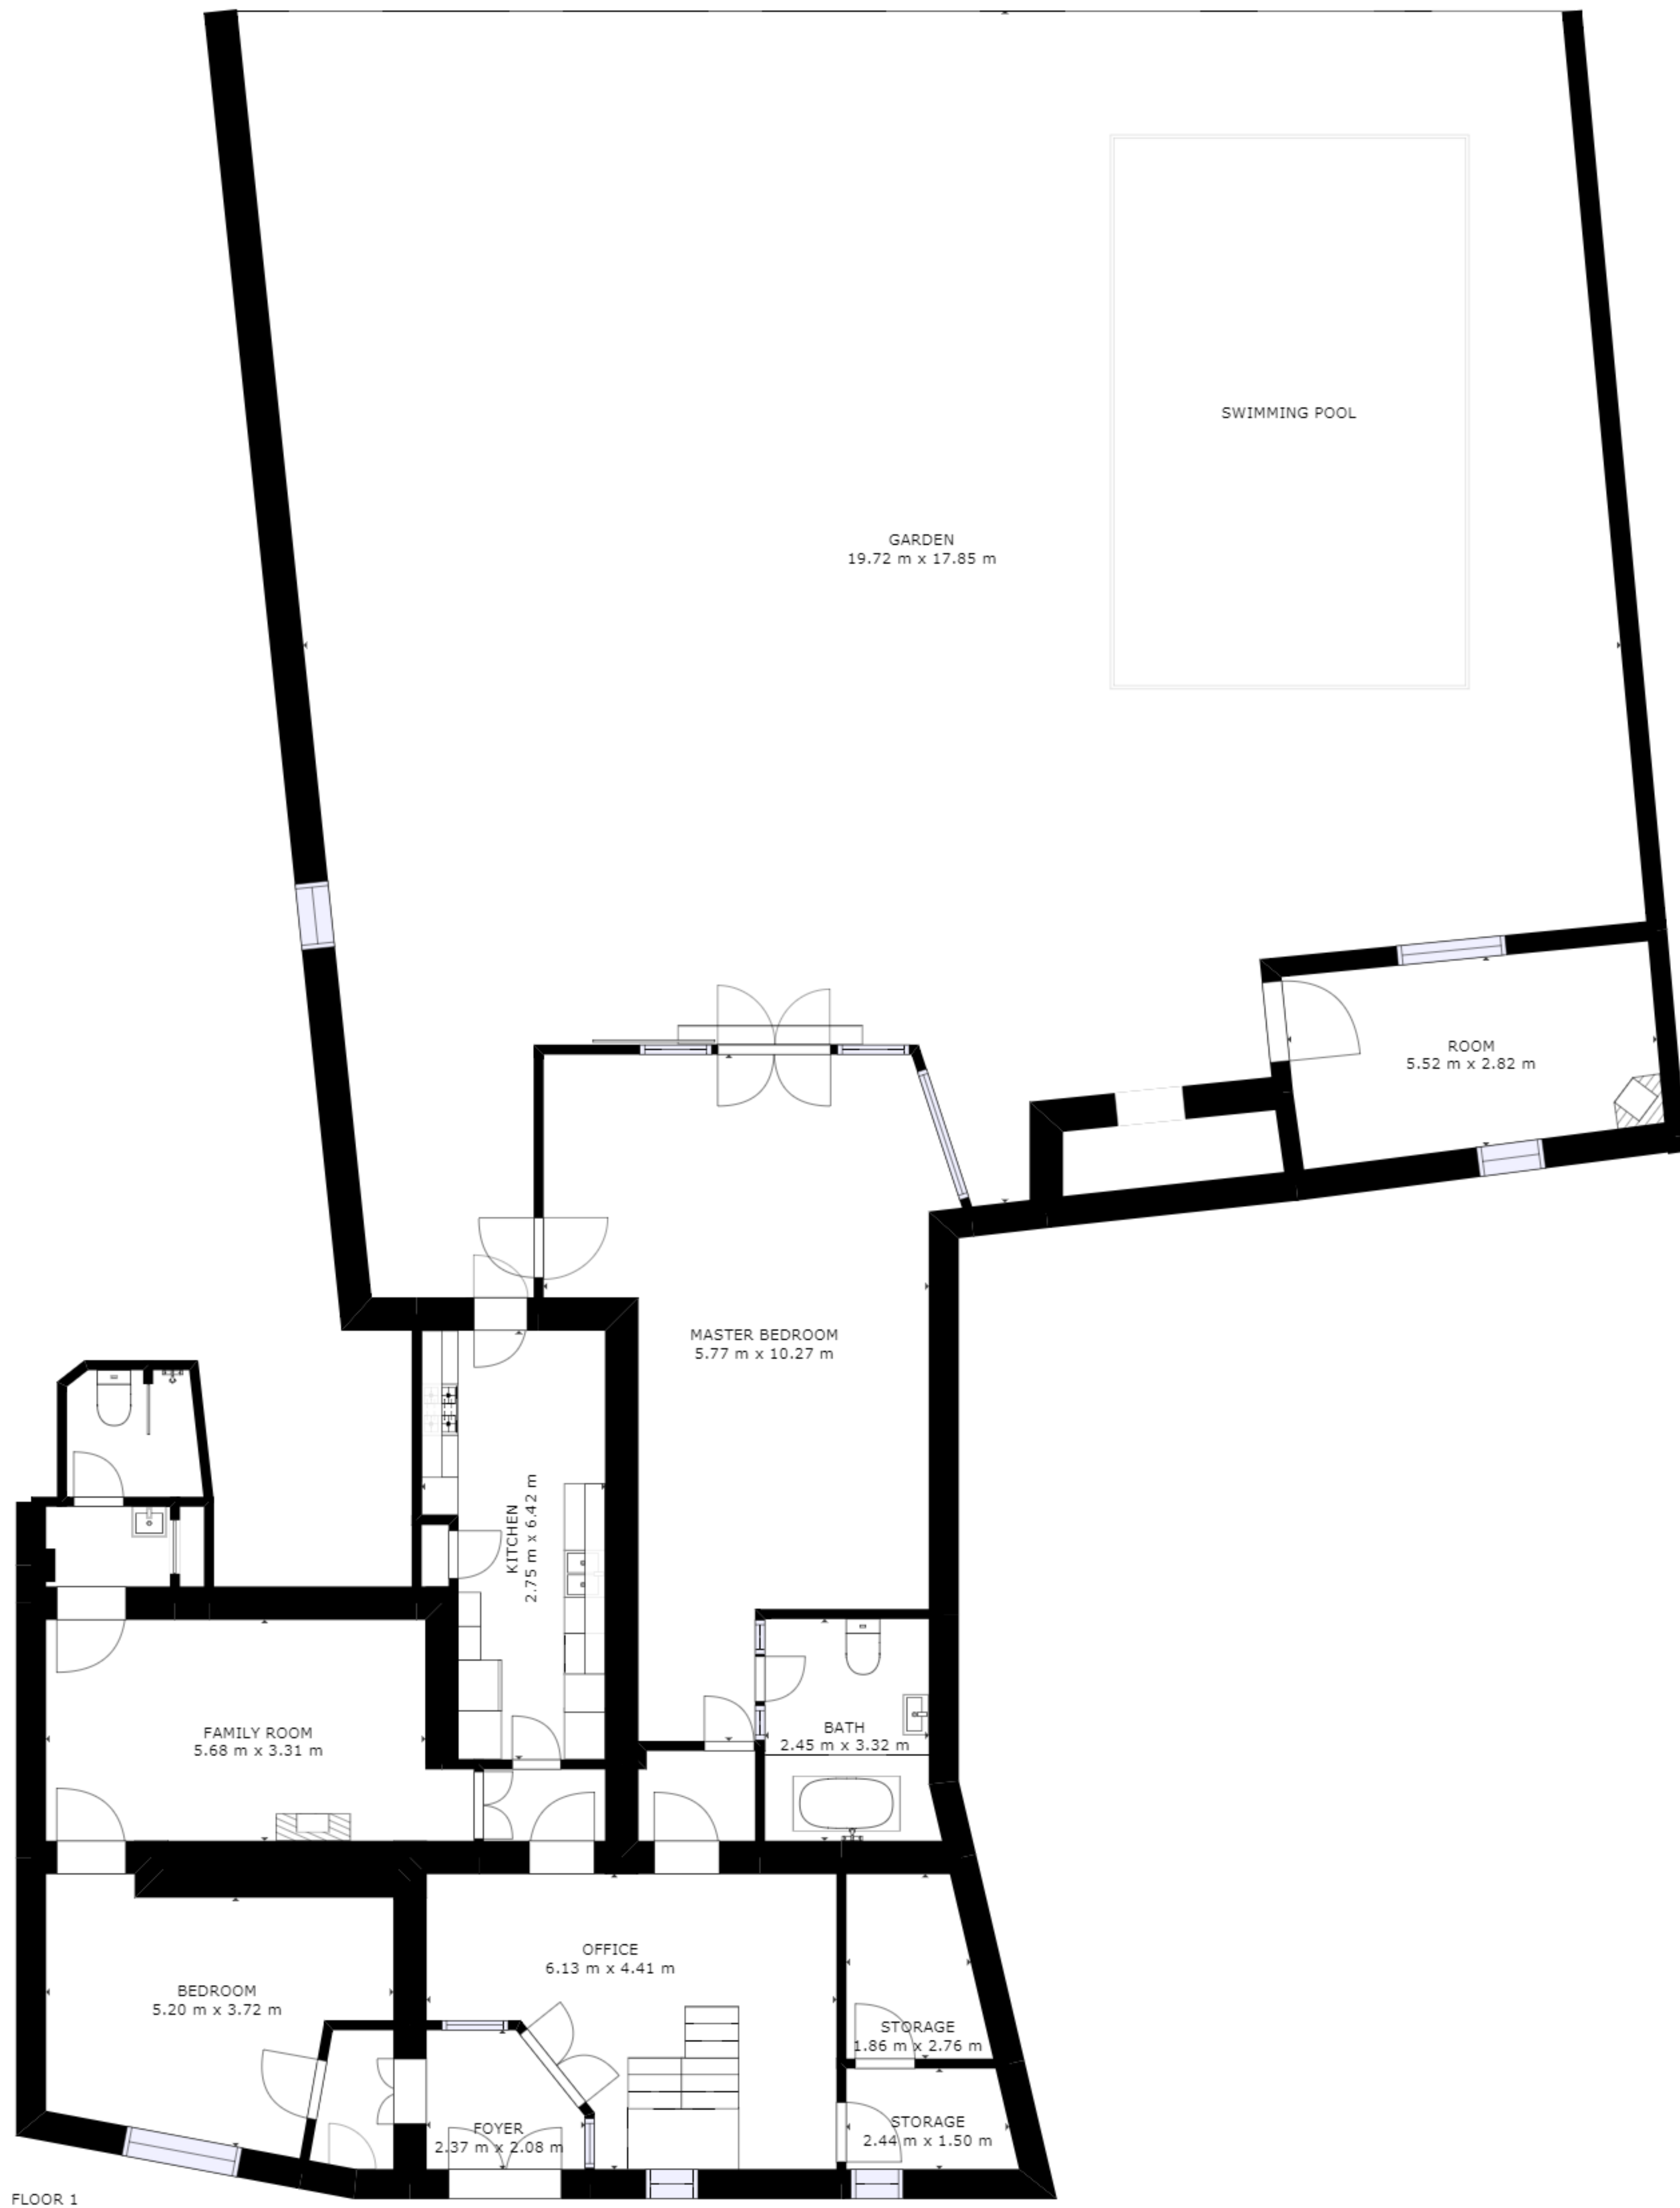 SWIMMING POOL
GARDEN
19.72 m x 17.85 m
ROOM
5.52 m x 2.82 m
MASTER BEDROOM
5.77 m x 10.27 m
KITCHEN
2.75 m x 6.42 m
FAMILY ROOM
5.68 m x 3.31 m
BATH
2.45 m x 3.32 m
OFFICE
6.13 m x 4.41 m
BEDROOM
5.20 m x 3.72 m
STORAGE
1.86 m x 2.76 m
FOYER
2.37 m x 2.08 m
STORAGE
2.44 m x 1.50 m
FLOOR 1